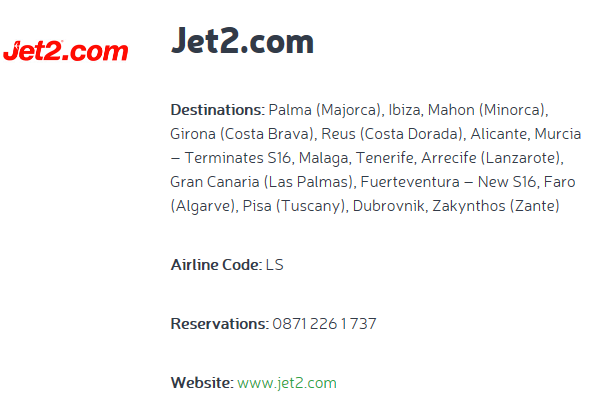 Jet2.com
Jet2.com
Destinations: Palma (Majorca), Ibiza, Mahon (Minorca),
Girona (Costa Brava), Reus (Costa Dorada), Alicante, Murcia
– Terminates S16, Malaga, Tenerife, Arrecife (Lanzarote),
Gran Canaria (Las Palmas), Fuerteventura – New S16, Faro
(Algarve), Pisa (Tuscany), Dubrovnik, Zakynthos (Zante)
Airline Code: LS
Reservations: 0871 226 1 737
Website: www.jet2.com